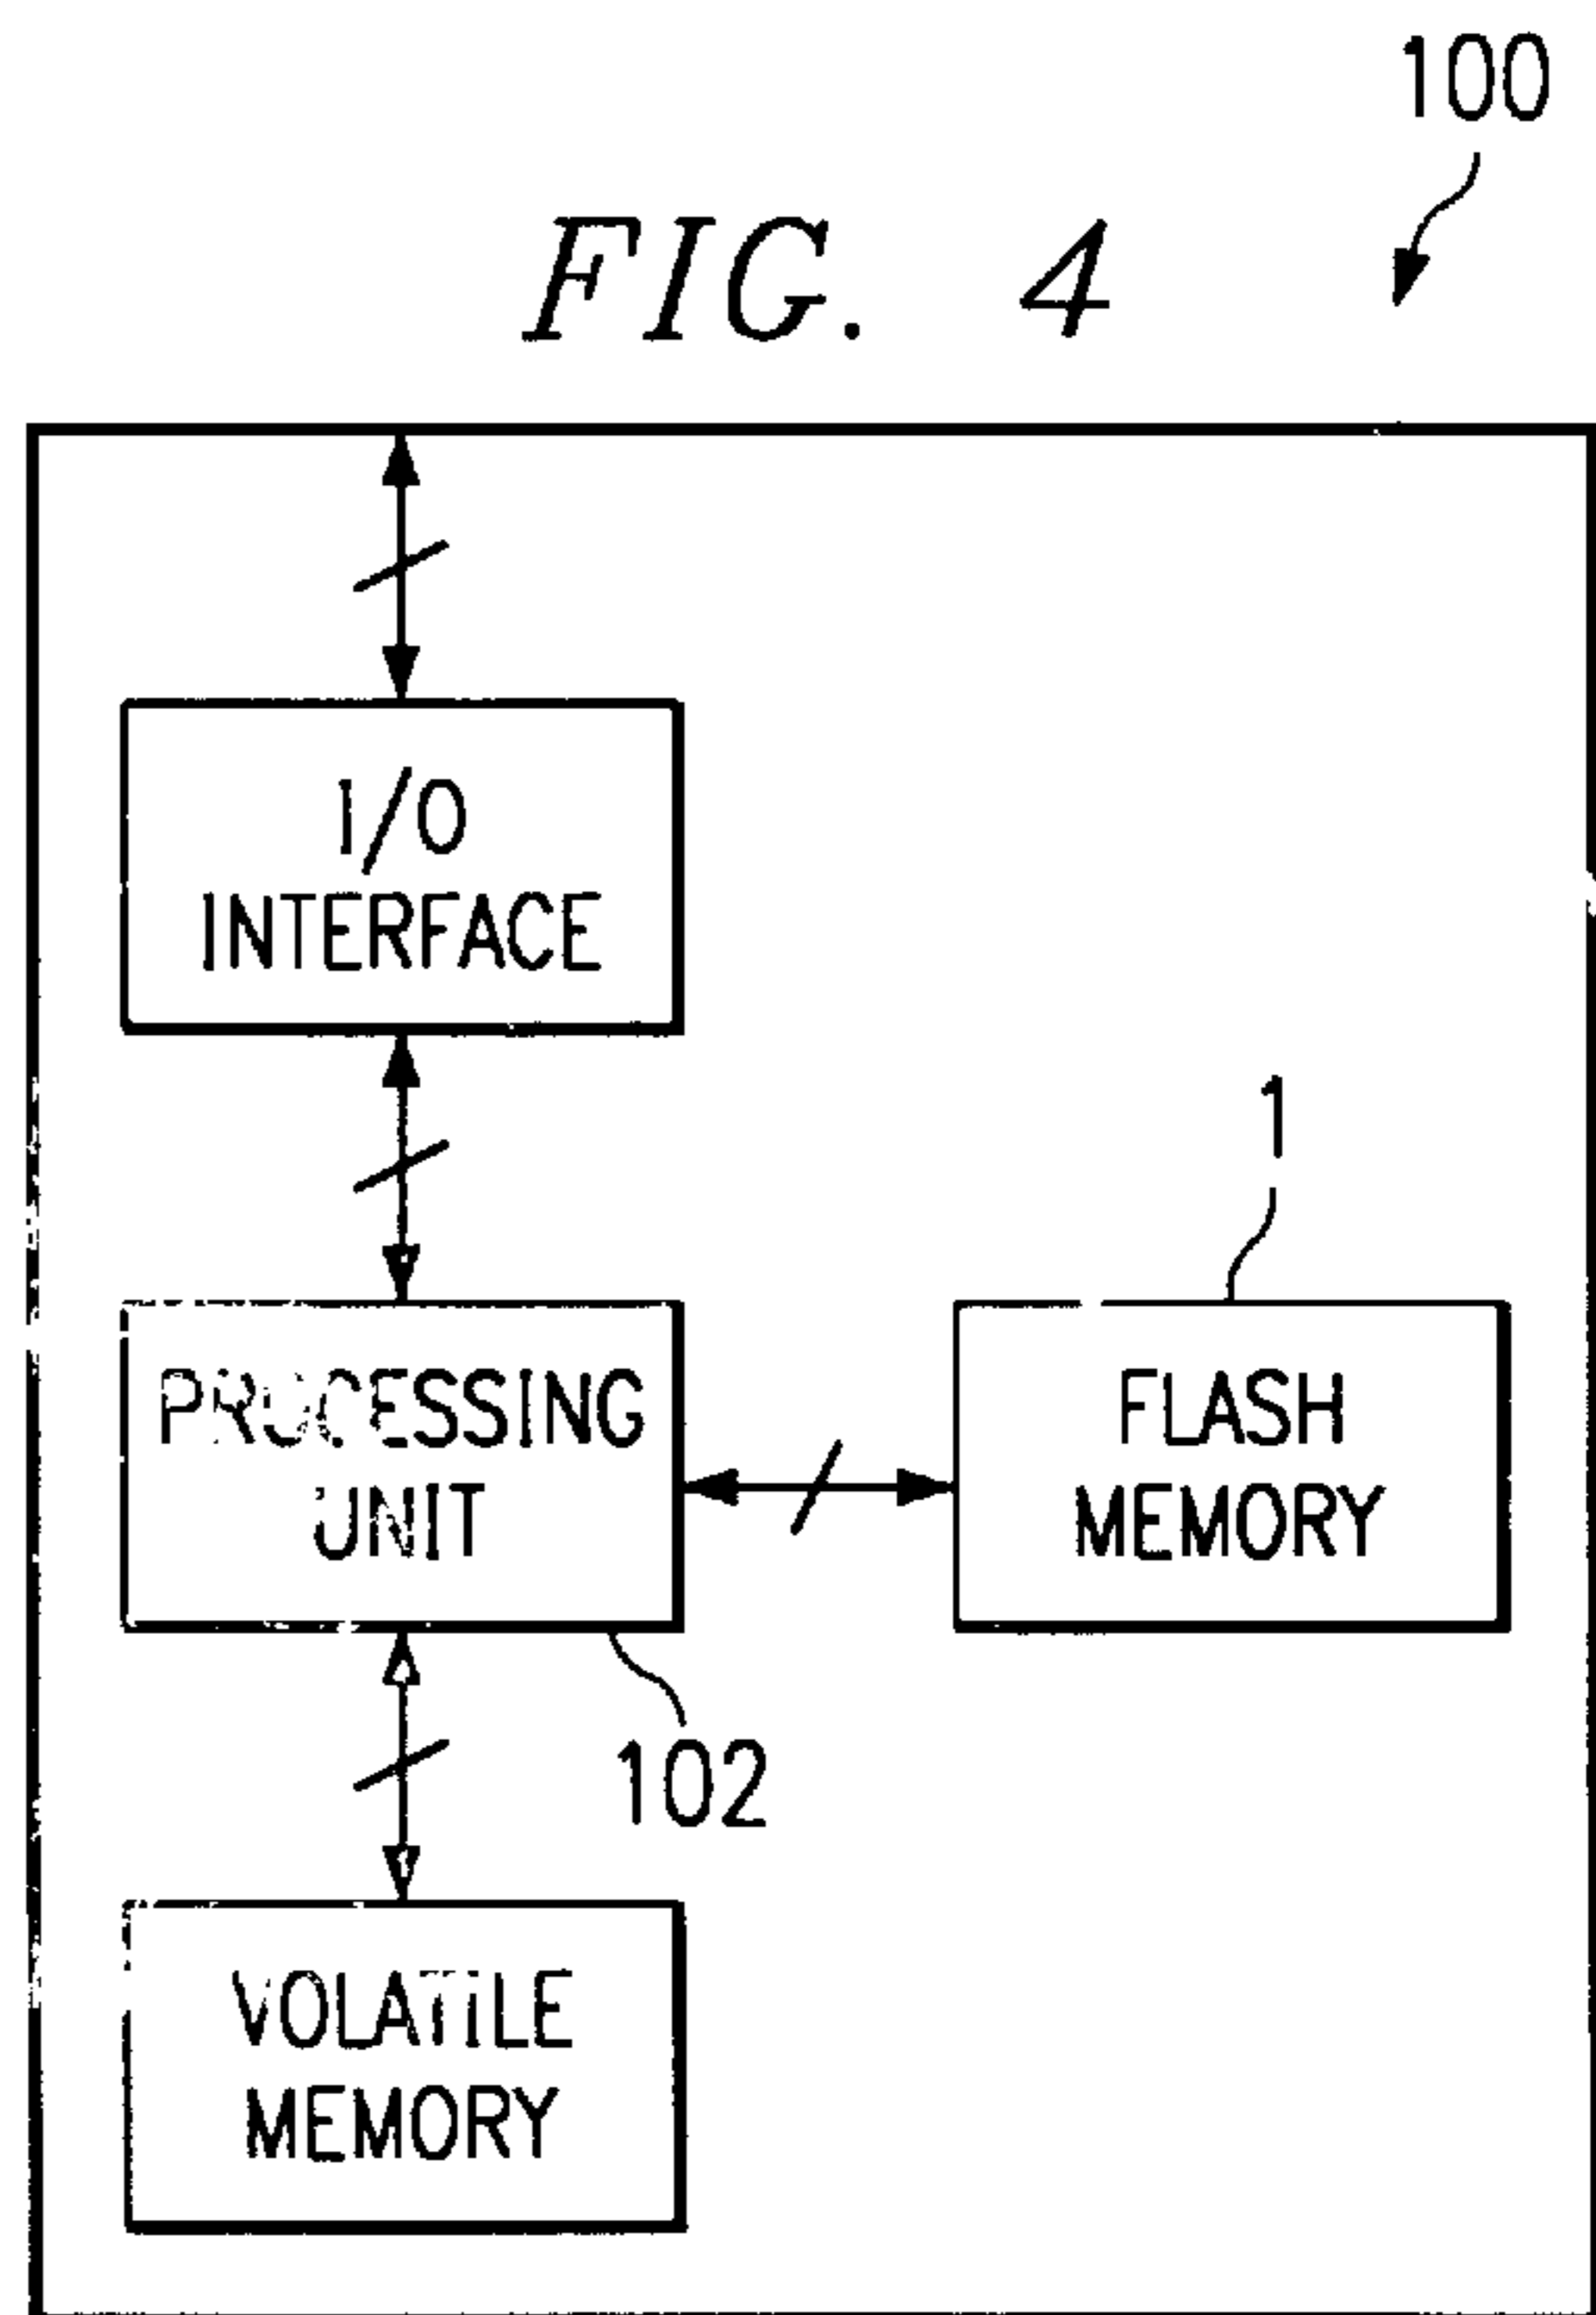 100
FIG. 4
I/O
INTERFACE
1
PROCESSING
UNIT
FLASH
MEMORY
102
VOLATILE
MEMORY